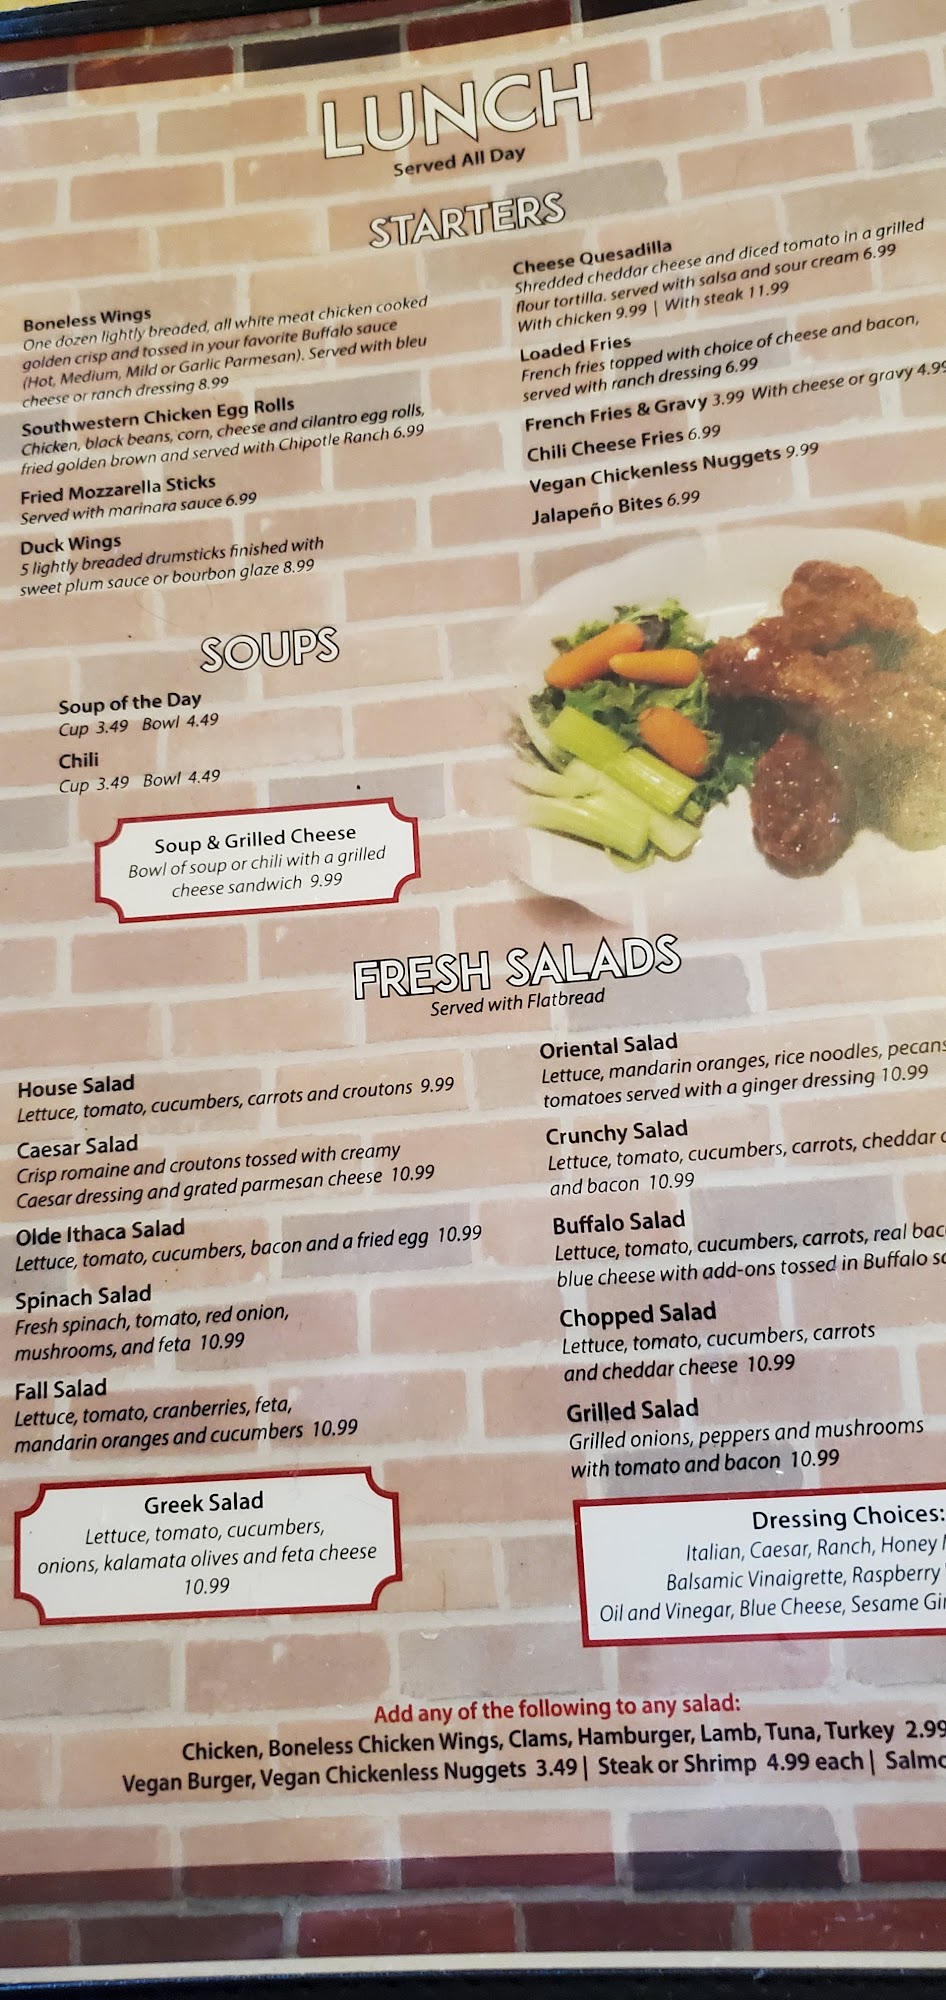 LUNCH
Served All Day
STARTERS
Boneless Wings
One dozen lightly breaded, all white meat chicken cooked
golden crisp and tossed in your favorite Buffalo sauce
(Hot, Medium, Mild or Garlic Parmesan). Served with bleu
cheese or ranch dressing 8.99
Southwestern Chicken Egg Rolls
Chicken, black beans, corn, cheese and cilantro egg rolls,
fried golden brown and served with Chipotle Ranch 6.99
Fried Mozzarella Sticks
Served with marinara sauce 6.99
Duck Wings
5 lightly breaded drumsticks finished with
sweet plum sauce or bourbon glaze 8.99
Cheese Quesadilla
Shredded cheddar cheese and diced tomato in a grilled
flour tortilla. served with salsa and sour cream 6.99
With chicken 9.99 | With steak 11.99
Loaded Fries
French fries topped with choice of cheese and bacon,
served with ranch dressing 6.99
French Fries & Gravy 3.99 With cheese or gravy 4.99
Chili Cheese Fries 6.99
Vegan Chickenless Nuggets 9.99
Jalapeño Bites 6.99
SOUPS
Soup of the Day
Cup 3.49 Bowl 4.49
Chili
Cup 3.49 Bowl 4.49
Soup & Grilled Cheese
Bowl of soup or chili with a grilled
cheese sandwich 9.99
FRESH SALADS
Served with Flatbread
House Salad
Lettuce, tomato, cucumbers, carrots and croutons 9.99
Caesar Salad
Crisp romaine and croutons tossed with creamy
Caesar dressing and grated parmesan cheese 10.99
Olde Ithaca Salad
Lettuce, tomato, cucumbers, bacon and a fried egg 10.99
Spinach Salad
Fresh spinach, tomato, red onion,
mushrooms, and feta 10.99
Fall Salad
Lettuce, tomato, cranberries, feta,
mandarin oranges and cucumbers 10.99
Greek Salad
Lettuce, tomato, cucumbers,
onions, kalamata olives and feta cheese
10.99
Oriental Salad
Lettuce, mandarin oranges, rice noodles, pecans
tomatoes served with a ginger dressing 10.99
Crunchy Salad
Lettuce, tomato, cucumbers, carrots, cheddar
and bacon 10.99
Buffalo Salad
Lettuce, tomato, cucumbers, carrots, real
blue cheese with add-ons tossed in Buffalo
Chopped Salad
Lettuce, tomato, cucumbers, carrots
and cheddar cheese 10.99
Grilled Salad
Grilled onions, peppers and mushrooms
with tomato and bacon 10.99
Dressing Choices:
Italian, Caesar, Ranch, Honey
Balsamic Vinaigrette, Raspberry
Oil and Vinegar, Blue Cheese, Sesame
Add any of the following to any salad:
Chicken, Boneless Chicken Wings, Clams, Hamburger, Lamb, Tuna, Turkey 2.99
Vegan Burger, Vegan Chickenless Nuggets 3.49 | Steak or Shrimp 4.99 each |